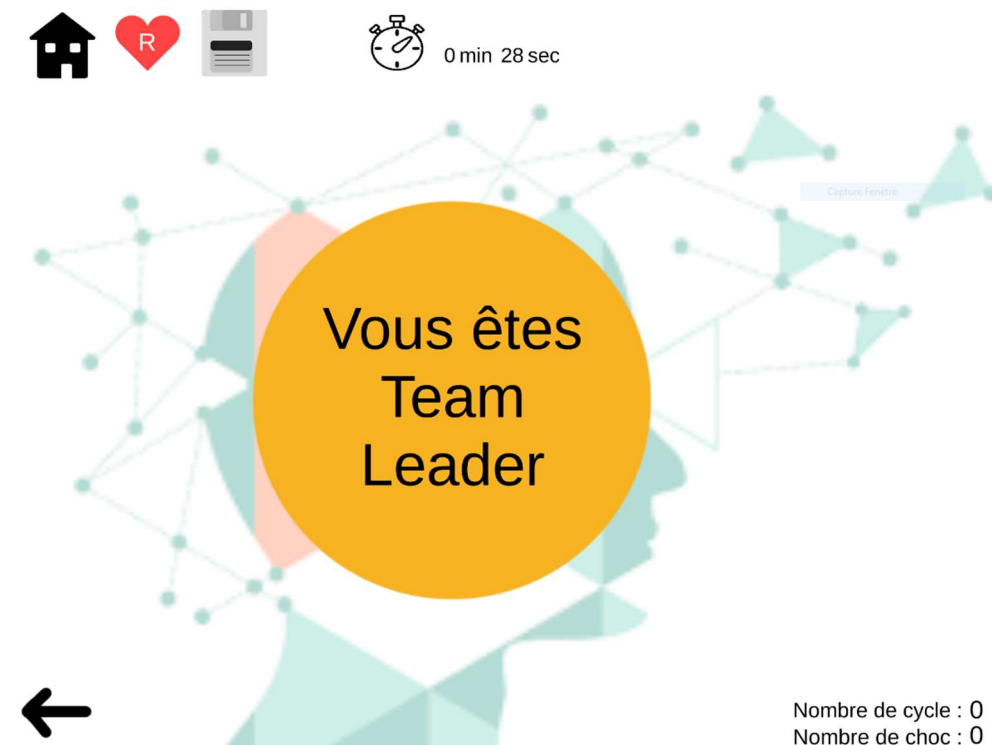 R
0 min 28 sec
Capture Fenêtre
Vous êtes
Team
Leader
Nombre de cycle : 0
Nombre de choc : 0